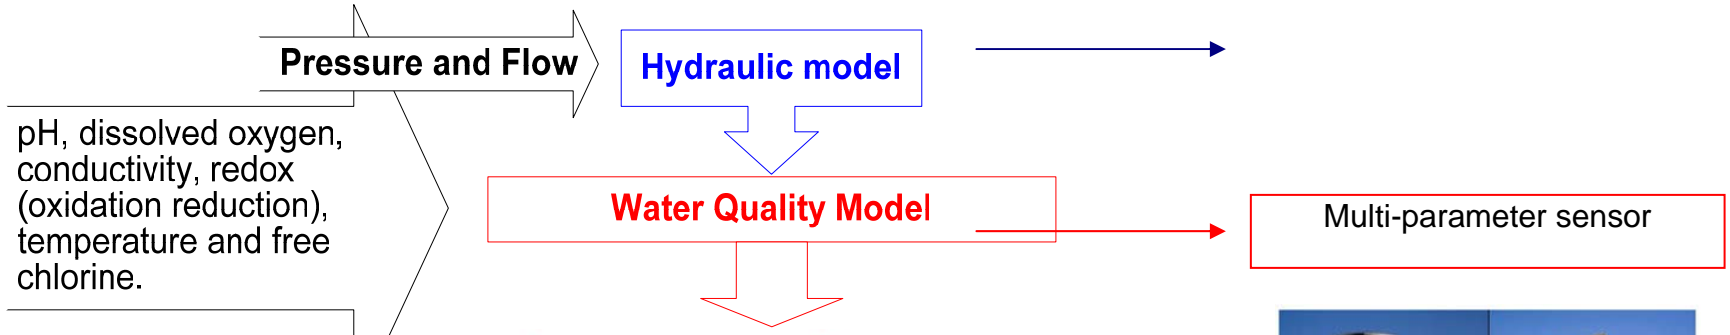 Pressure and Flow
Hydraulic model
pH, dissolved oxygen,
conductivity, redox
(oxidation reduction),
temperature and free
chlorine.
Water Quality Model
Multi-parameter sensor